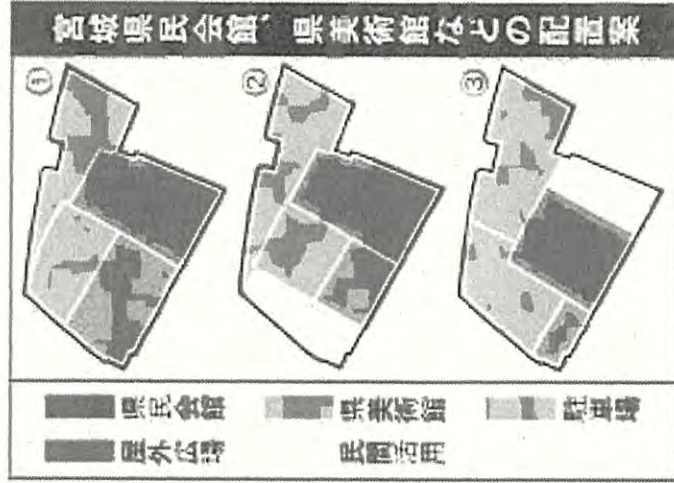 宮城県民会館、県美術館などの配置案
①
②
③
県民会館
県美術館
駐車場
屋外広場
民間活用